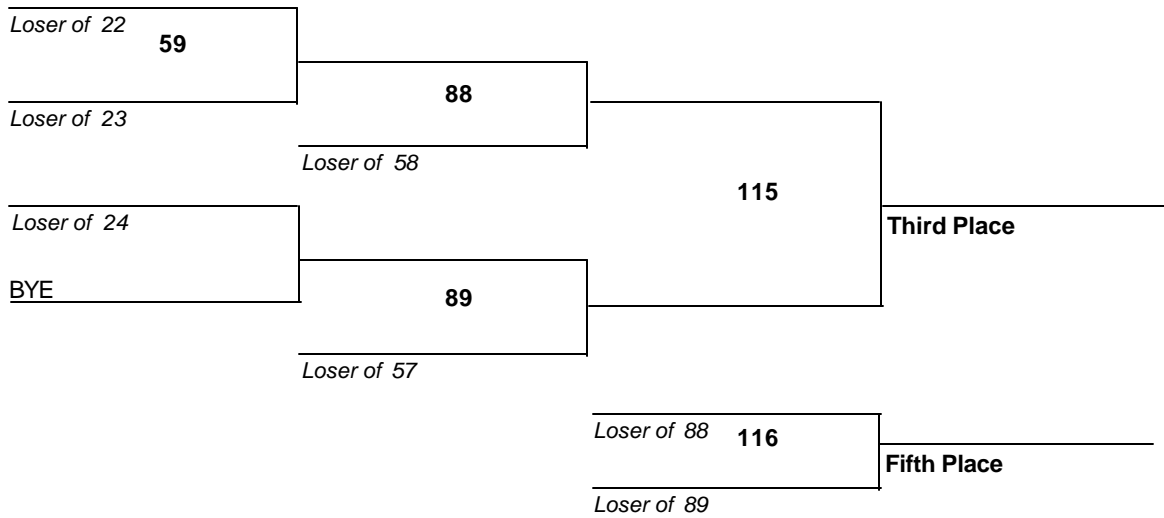 Loser of 22
59
88
Loser of 23
Loser of 58
115
Loser of 24
Third Place
BYE
89
Loser of 57
Loser of 88
116
Fifth Place
Loser of 89